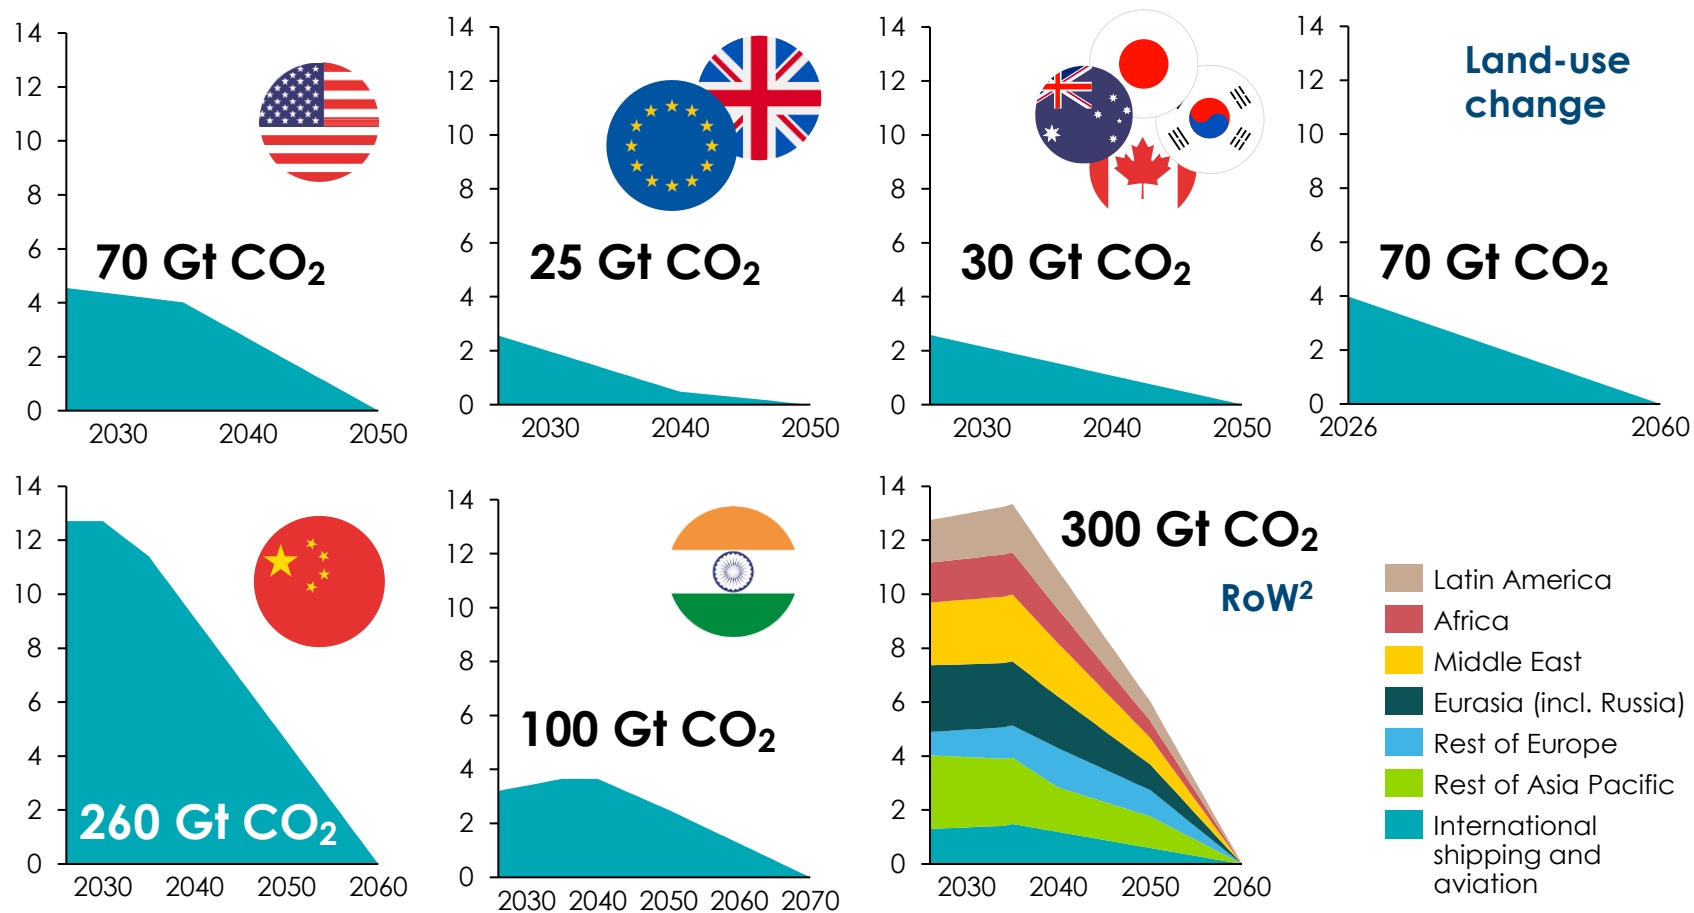 14
12
10
8
6
4
2
0
70 Gt CO₂
2030 2040 2050
14
12
10
8
6
4
2
0
25 Gt CO₂
2030 2040 2050
14
12
10
8
6
4
2
0
30 Gt CO₂
2030 2040 2050
14
12
10
8
6
4
2
0
Land-use
change
70 Gt CO₂
2026 2060
14
12
10
8
6
4
2
0
260 Gt CO₂
2030 2040 2050 2060
14
12
10
8
6
4
2
0
100 Gt CO₂
2030 2040 2050 2060 2070
14
12
10
8
6
4
2
0
300 Gt CO₂
RoW²
2030 2040 2050 2060
Latin America
Africa
Middle East
Eurasia (incl. Russia)
Rest of Europe
Rest of Asia Pacific
International
shipping and
aviation